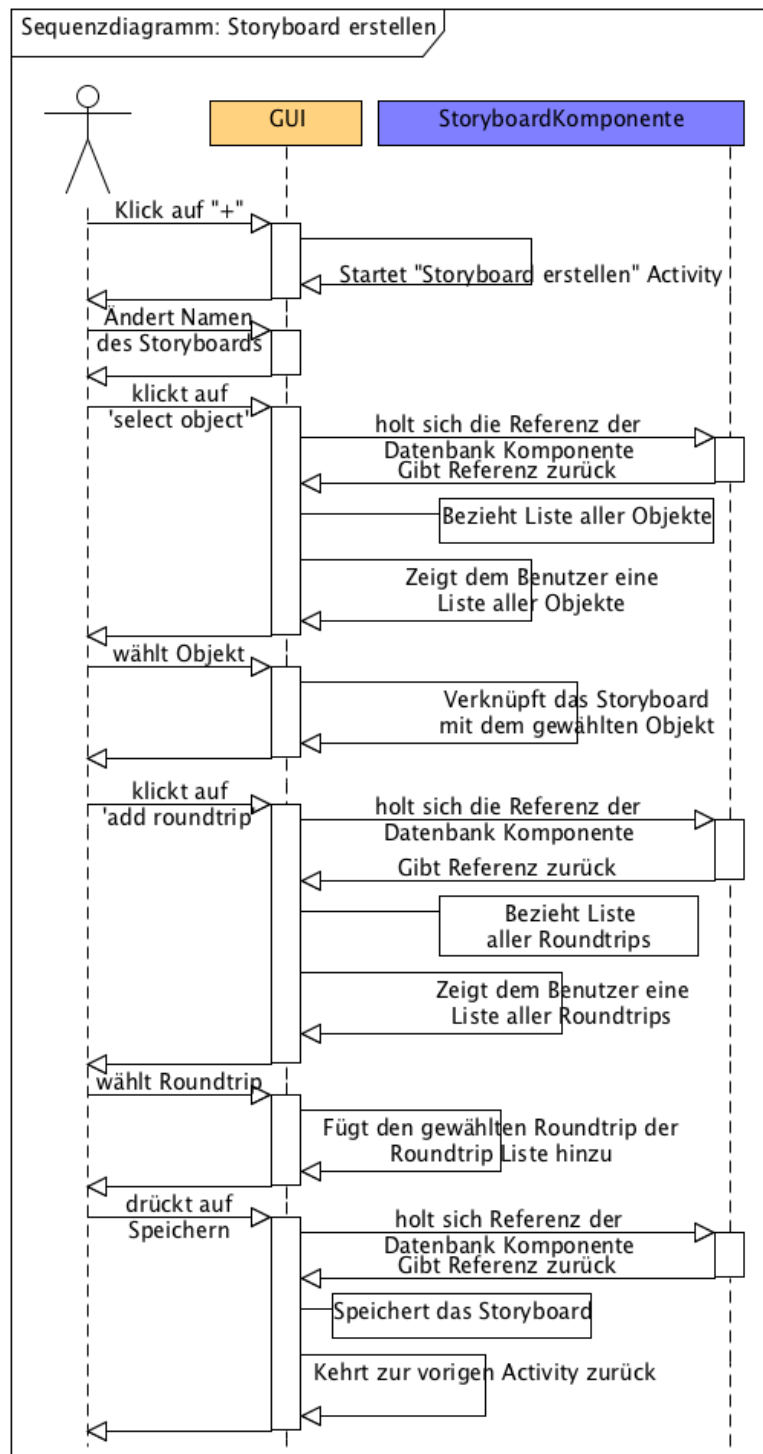 Sequenzdiagramm: Storyboard erstellen
GUI
StoryboardKomponente
Klick auf "+"
Startet "Storyboard erstellen" Activity
Ändert Namen
des Storyboards
klickt auf
'select object'
holt sich die Referenz der
Datenbank Komponente
Gibt Referenz zurück
Bezieht Liste aller Objekte
Zeigt dem Benutzer eine
Liste aller Objekte
wählt Objekt
Verknüpft das Storyboard
mit dem gewählten Objekt
klickt auf
'add roundtrip'
holt sich die Referenz der
Datenbank Komponente
Gibt Referenz zurück
Bezieht Liste
aller Roundtrips
Zeigt dem Benutzer eine
Liste aller Roundtrips
wählt Roundtrip
Fügt den gewählten Roundtrip der
Roundtrip Liste hinzu
drückt auf
Speichern
holt sich Referenz der
Datenbank Komponente
Gibt Referenz zurück
Speichert das Storyboard
Kehrt zur vorigen Activity zurück